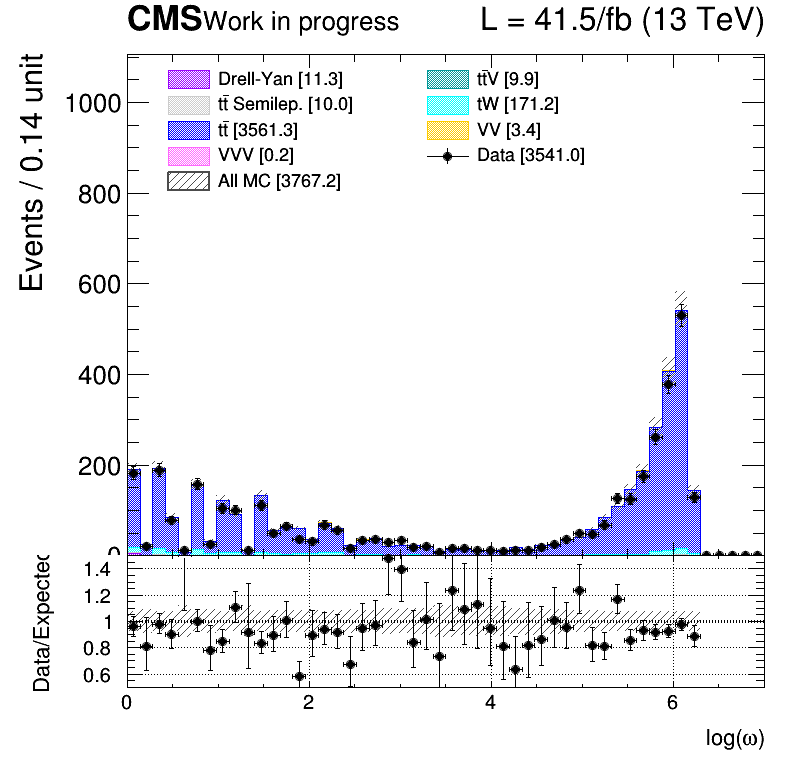 CMS Work in progress L = 41.5/fb (13 TeV)
Drell-Yan [11.3] tt̄V [9.9]
tt̄ Semilep. [10.0] tW [171.2]
tt̄ [3561.3] VV [3.4]
VVV [0.2] Data [3541.0]
All MC [3767.2]
Events / 0.14 unit
1000
800
600
400
200
0
Data/Expected
1.4
1.2
1
0.8
0.6
0 2 4 6
log(ω)